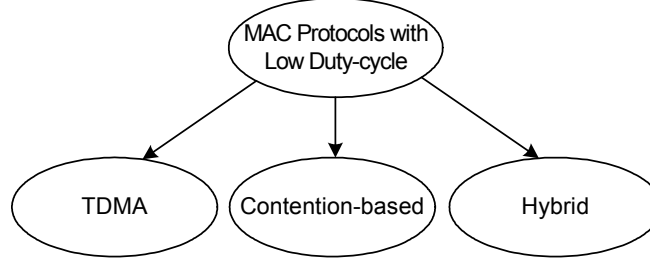 MAC Protocols with
Low Duty-cycle
TDMA
Contention-based
Hybrid